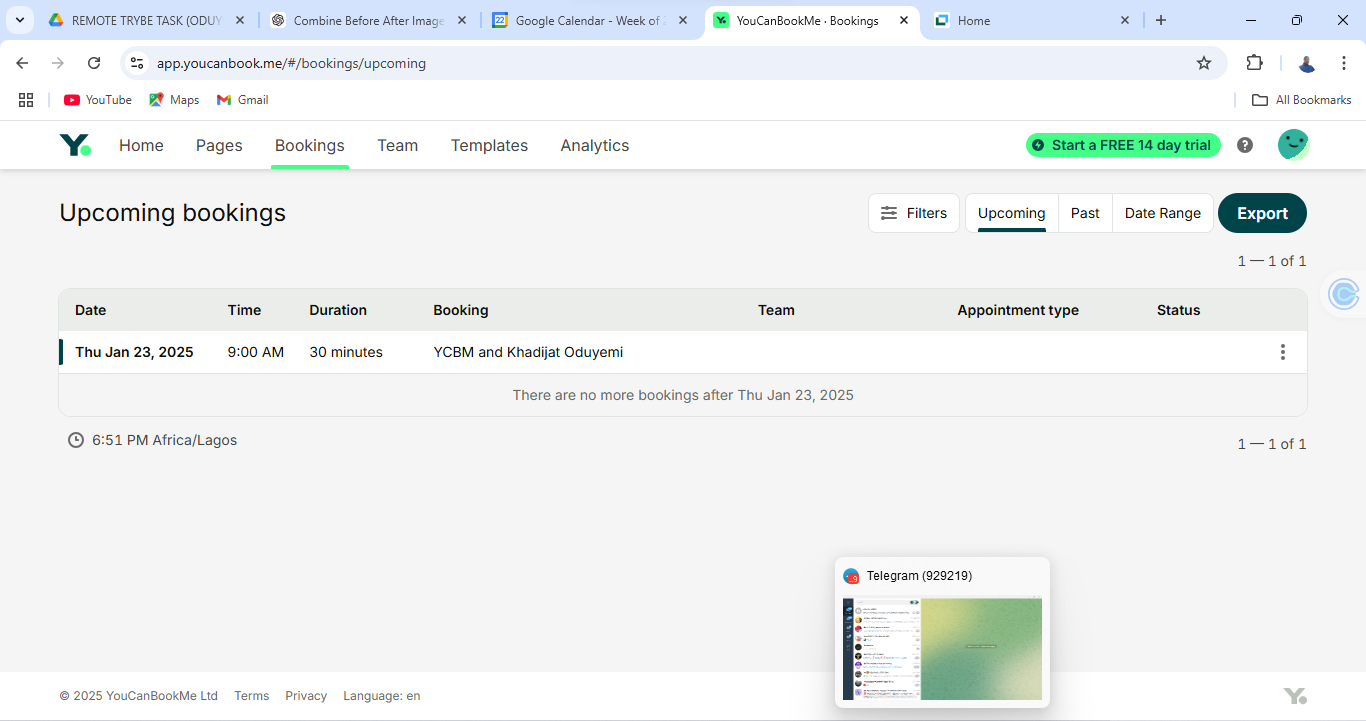 REMOTE TRYBE TASK (ODUY
Combine Before After Image
Google Calendar - Week of 2
YouCanBookMe · Bookings
Home
app.youcanbook.me/#/bookings/upcoming
YouTube
Maps
Gmail
All Bookmarks
Y.
Home
Pages
Bookings
Team
Templates
Analytics
Start a FREE 14 day trial
Upcoming bookings
Filters
Upcoming
Past
Date Range
Export
1 — 1 of 1
Date Time Duration Booking Team Appointment type Status
Thu Jan 23, 2025 9:00 AM 30 minutes YCBM and Khadijat Oduyemi
There are no more bookings after Thu Jan 23, 2025
6:51 PM Africa/Lagos
1 — 1 of 1
Telegram (929219)
© 2025 YouCanBookMe Ltd Terms Privacy Language: en
Y.